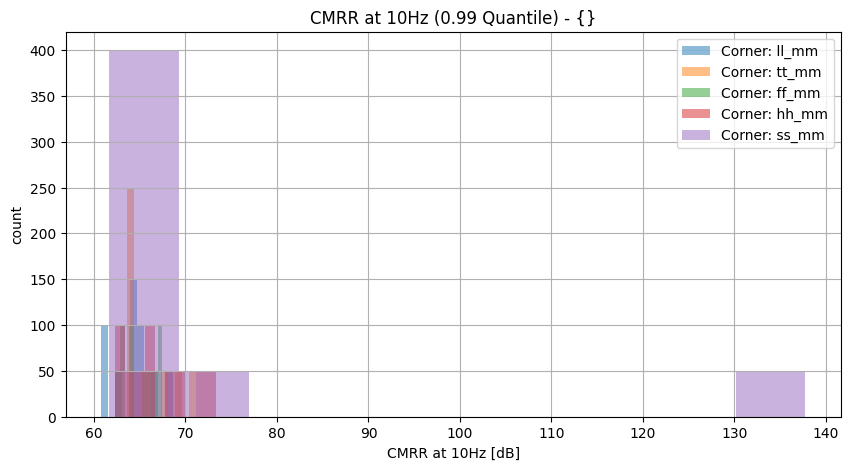 CMRR at 10Hz (0.99 Quantile) - {}
Corner: ll_mm
Corner: tt_mm
Corner: ff_mm
Corner: hh_mm
Corner: ss_mm
400
350
300
250
200
150
100
50
0
count
60 70 80 90 100 110 120 130 140
CMRR at 10Hz [dB]